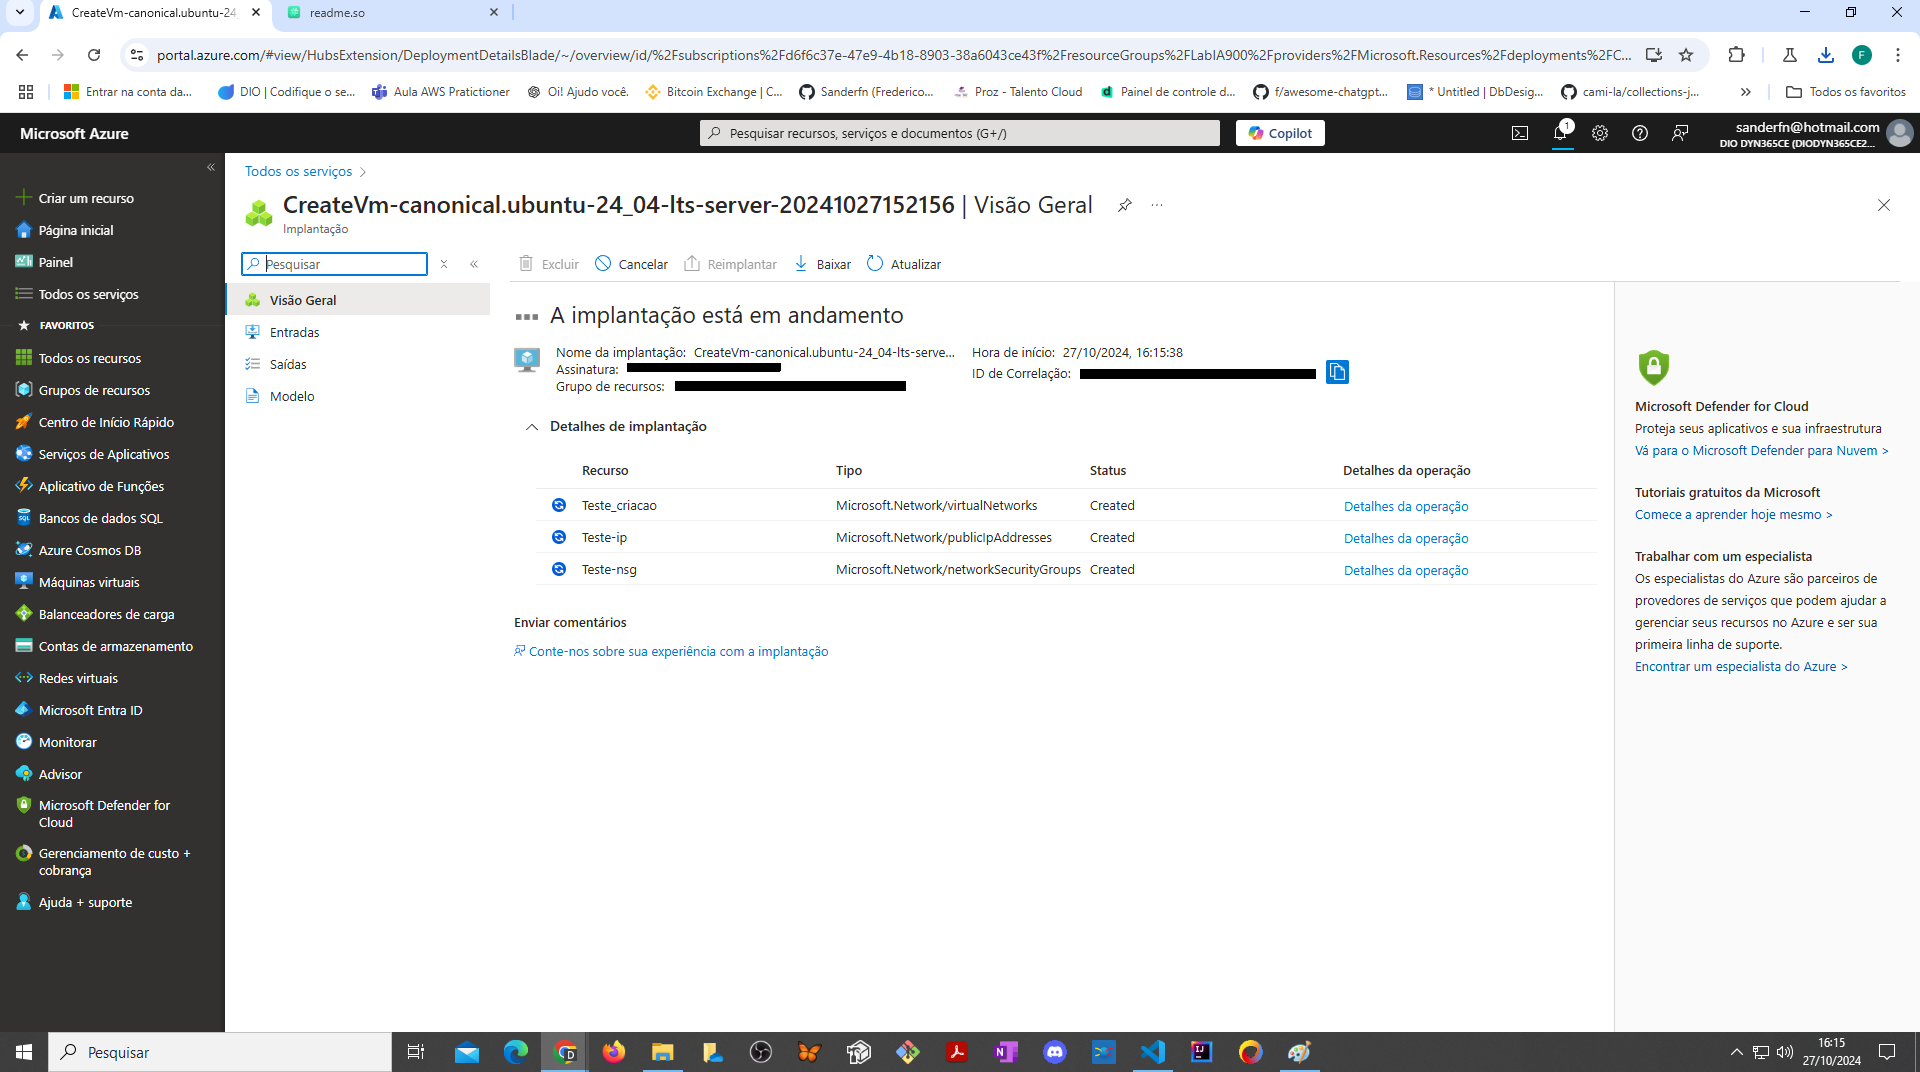 CreateVm-canonical.ubuntu-24_
readme.so
portal.azure.com/#view/HubsExtension/DeploymentDetailsBlade/~/overview/id/%2Fsubscriptions%2Fd6f6c37e-47e9-4b18-8903-38a6043ce43f%2FresourceGroups%2FLabIA900%2Fproviders%2FMicrosoft.Resources%2Fdeployments%2FC...
F
Entrar na conta da...
DIO | Codifique o se...
Aula AWS Pratictioner
Oi! Ajudo você.
Bitcoin Exchange | C...
Sanderfn (Frederico...
Proz - Talento Cloud
Painel de controle d...
f/awesome-chatgpt...
* Untitled | DbDesig...
cami-la/collections-j...
Todos os favoritos
Microsoft Azure
Pesquisar recursos, serviços e documentos (G+/)
Copilot
1
sanderfn@hotmail.com
DIO DYN365CE (DIODYN365CE2...
Criar um recurso
Página inicial
Painel
Todos os serviços
FAVORITOS
Todos os recursos
Grupos de recursos
Centro de Início Rápido
Serviços de Aplicativos
Aplicativo de Funções
Bancos de dados SQL
Azure Cosmos DB
Máquinas virtuais
Balanceadores de carga
Contas de armazenamento
Redes virtuais
Microsoft Entra ID
Monitorar
Advisor
Microsoft Defender for
Cloud
Gerenciamento de custo +
cobrança
Ajuda + suporte
Todos os serviços
CreateVm-canonical.ubuntu-24_04-lts-server-20241027152156 | Visão Geral
Implantação
Pesquisar
Visão Geral
Entradas
Saídas
Modelo
Excluir
Cancelar
Reimplantar
Baixar
Atualizar
A implantação está em andamento
Nome da implantação: CreateVm-canonical.ubuntu-24_04-lts-serve...
Assinatura:
Grupo de recursos:
Hora de início: 27/10/2024, 16:15:38
ID de Correlação:
Detalhes de implantação
Recurso Tipo Status Detalhes da operação
Teste_criacao Microsoft.Network/virtualNetworks Created Detalhes da operação
Teste-ip Microsoft.Network/publicIpAddresses Created Detalhes da operação
Teste-nsg Microsoft.Network/networkSecurityGroups Created Detalhes da operação
Enviar comentários
Conte-nos sobre sua experiência com a implantação
Microsoft Defender for Cloud
Proteja seus aplicativos e sua infraestrutura
Vá para o Microsoft Defender para Nuvem >
Tutoriais gratuitos da Microsoft
Comece a aprender hoje mesmo >
Trabalhar com um especialista
Os especialistas do Azure são parceiros de
provedores de serviços que podem ajudar a
gerenciar seus recursos no Azure e ser sua
primeira linha de suporte.
Encontrar um especialista do Azure >
Pesquisar
16:15
27/10/2024